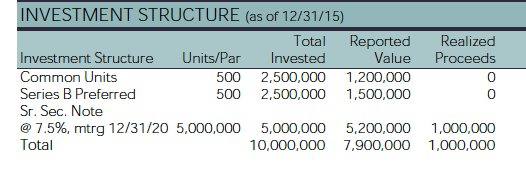 INVESTMENT STRUCTURE (as of 12/31/15)
Total Reported Realized
Investment Structure Units/Par Invested Value Proceeds
Common Units 500 2,500,000 1,200,000 0
Series B Preferred 500 2,500,000 1,500,000 0
Sr. Sec. Note
@ 7.5%, mtrg 12/31/20 5,000,000 5,000,000 5,200,000 1,000,000
Total 10,000,000 7,900,000 1,000,000